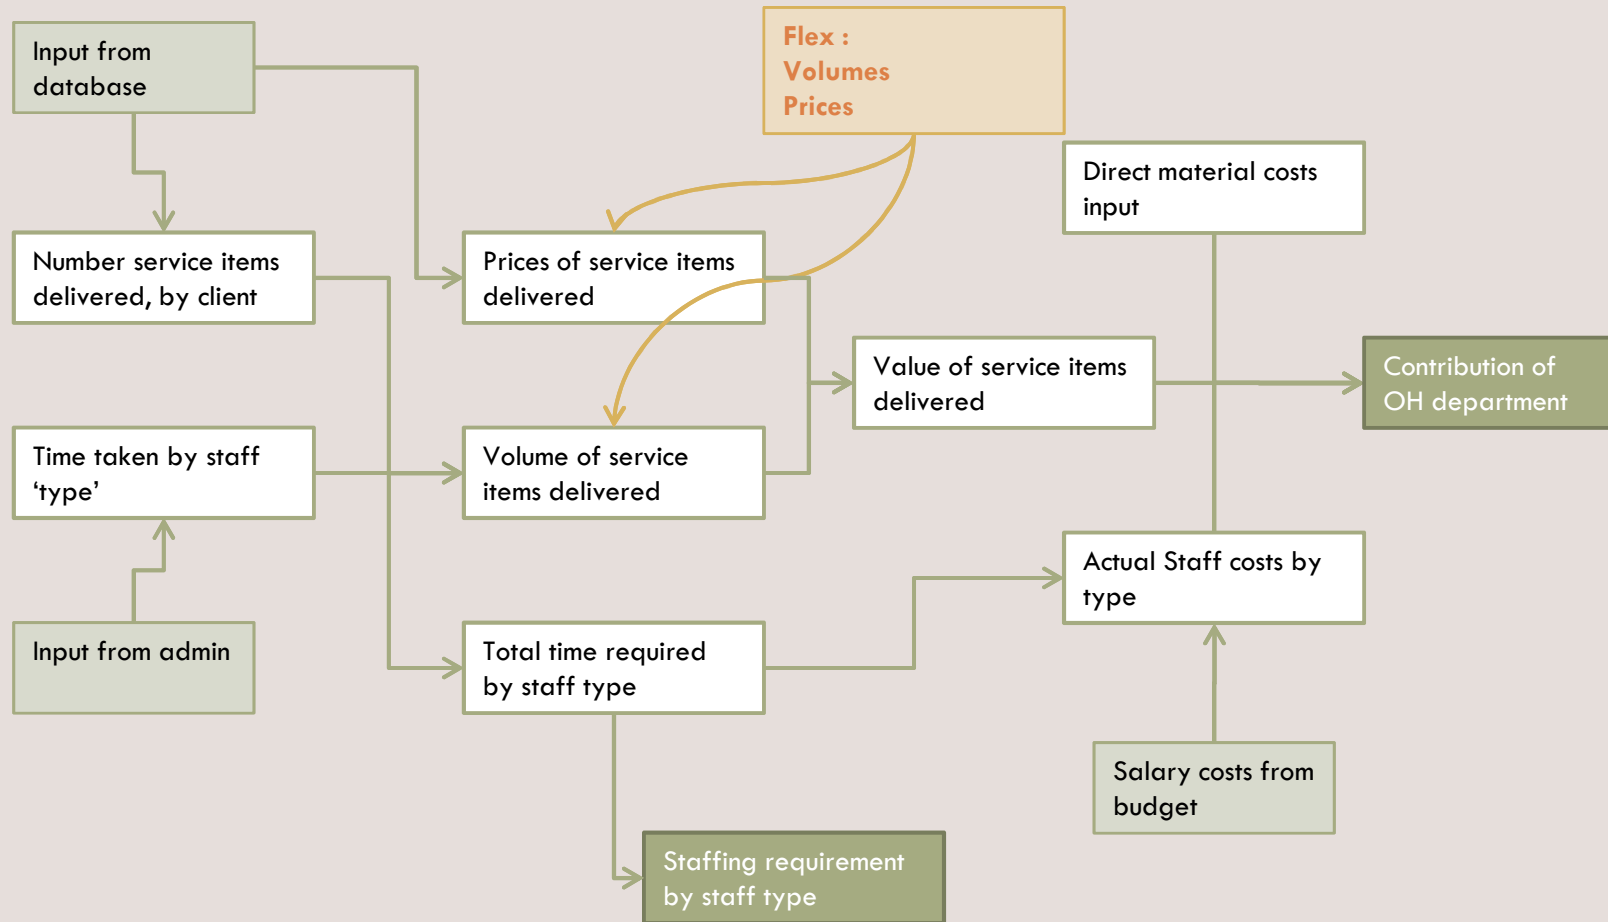 Input from
database
Flex :
Volumes
Prices
Direct material costs
input
Number service items
delivered, by client
Prices of service items
delivered
Value of service items
delivered
Contribution of
OH department
Time taken by staff
‘type’
Volume of service
items delivered
Actual Staff costs by
type
Input from admin
Total time required
by staff type
Salary costs from
budget
Staffing requirement
by staff type